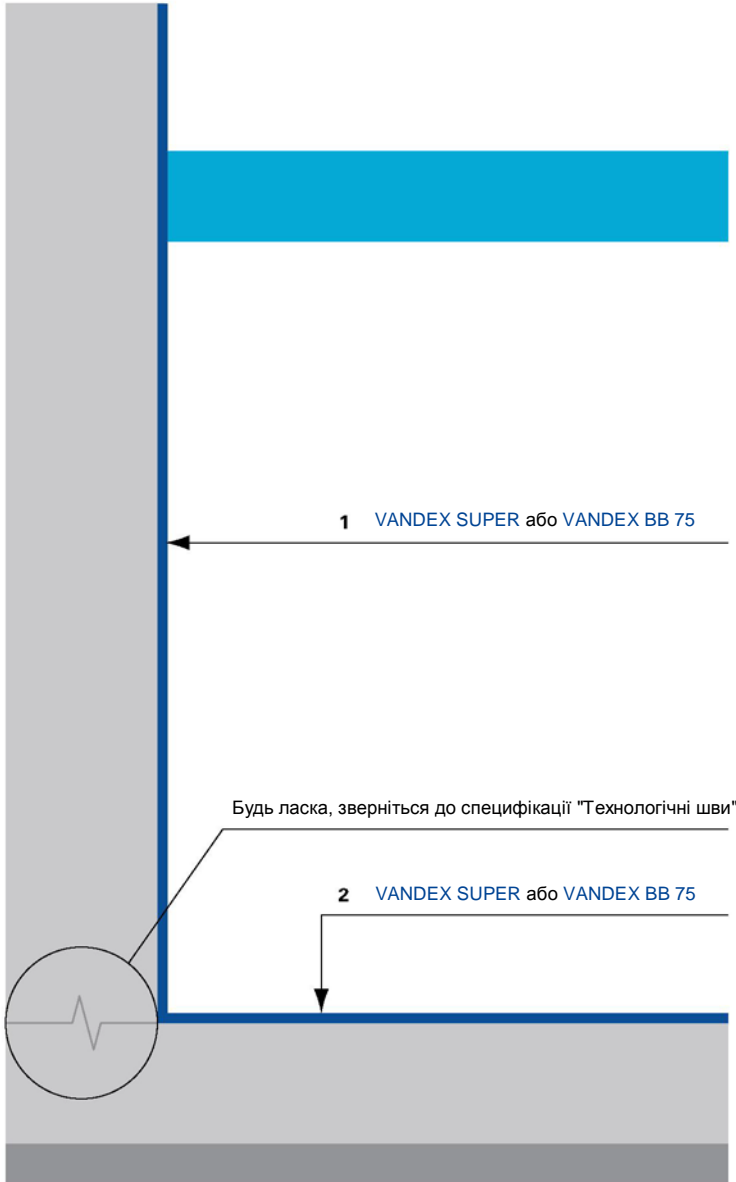 1 VANDEX SUPER або VANDEX BB 75
Будь ласка, зверніться до специфікації "Технологічні шви"
2 VANDEX SUPER або VANDEX BB 75